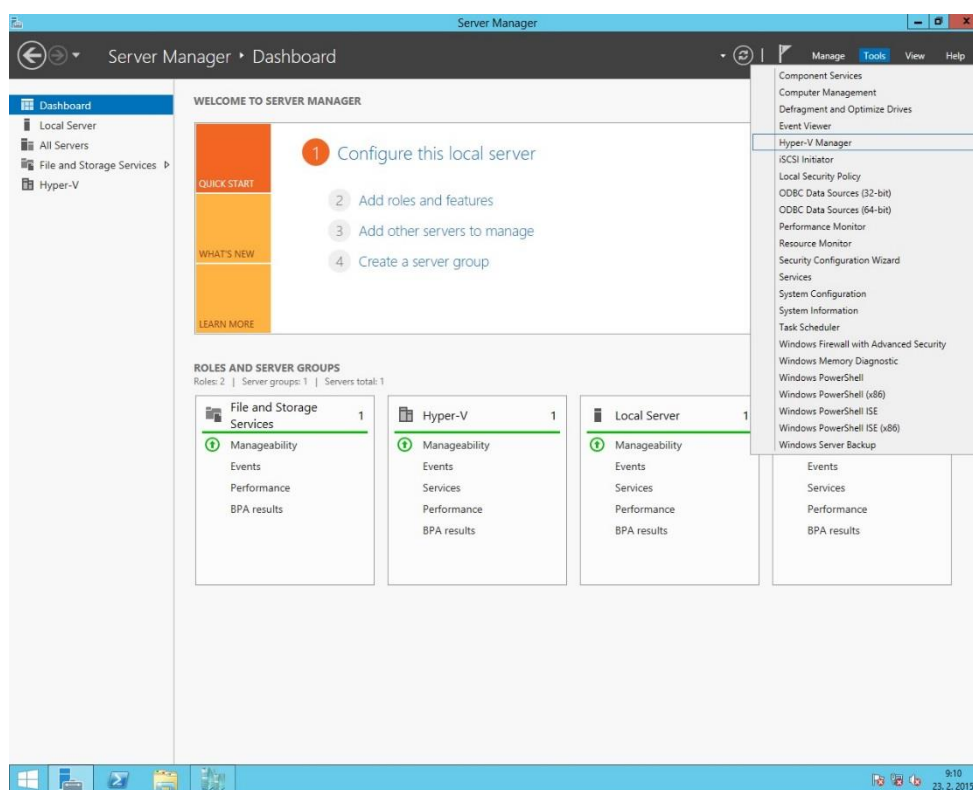 Server Manager
Server Manager ‣ Dashboard
Manage Tools View Help
Dashboard
Local Server
All Servers
File and Storage Services
Hyper-V
WELCOME TO SERVER MANAGER
QUICK START
WHAT'S NEW
LEARN MORE
1 Configure this local server
2 Add roles and features
3 Add other servers to manage
4 Create a server group
Component Services
Computer Management
Defragment and Optimize Drives
Event Viewer
Hyper-V Manager
iSCSI Initiator
Local Security Policy
ODBC Data Sources (32-bit)
ODBC Data Sources (64-bit)
Performance Monitor
Resource Monitor
Security Configuration Wizard
Services
System Configuration
System Information
Task Scheduler
Windows Firewall with Advanced Security
Windows Memory Diagnostic
Windows PowerShell
Windows PowerShell (x86)
Windows PowerShell ISE
Windows PowerShell ISE (x86)
Windows Server Backup
ROLES AND SERVER GROUPS
Roles: 2 | Server groups: 1 | Servers total: 1
File and Storage
Services 1
Manageability
Events
Performance
BPA results
Hyper-V 1
Manageability
Events
Services
Performance
BPA results
Local Server 1
Manageability
Events
Services
Performance
BPA results
Events
Services
Performance
BPA results
9:10
23. 2. 2015